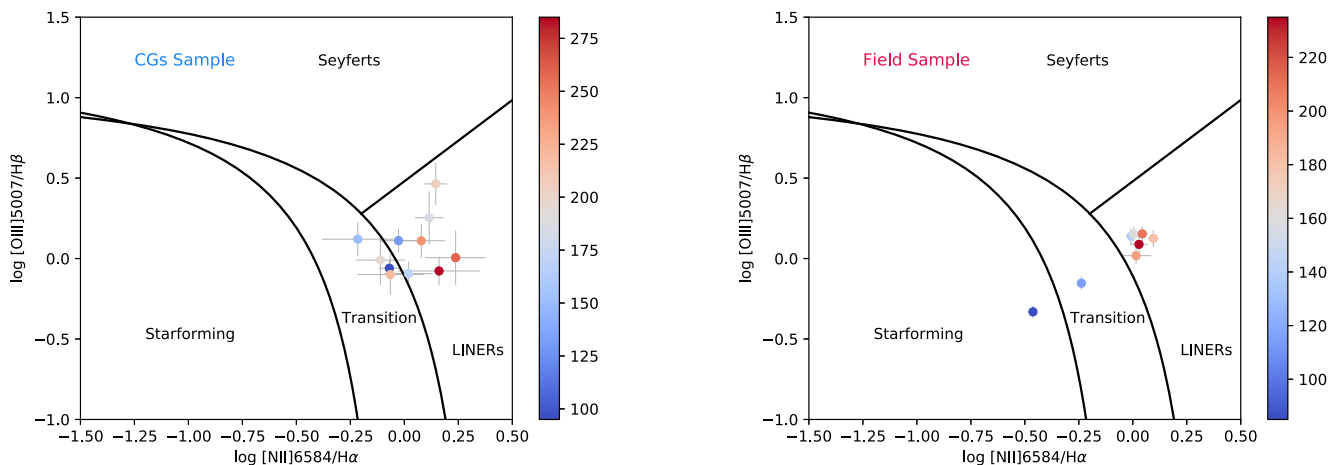 CGs Sample
Seyferts
Transition
Starforming
LINERs
log [OIII]5007/Hβ
log [NII]6584/Hα
1.5
1.0
0.5
0.0
−0.5
−1.0
−1.50 −1.25 −1.00 −0.75 −0.50 −0.25 0.00 0.25 0.50
275
250
225
200
175
150
125
100
Field Sample
Seyferts
Transition
Starforming
LINERs
log [OIII]5007/Hβ
log [NII]6584/Hα
1.5
1.0
0.5
0.0
−0.5
−1.0
−1.50 −1.25 −1.00 −0.75 −0.50 −0.25 0.00 0.25 0.50
220
200
180
160
140
120
100